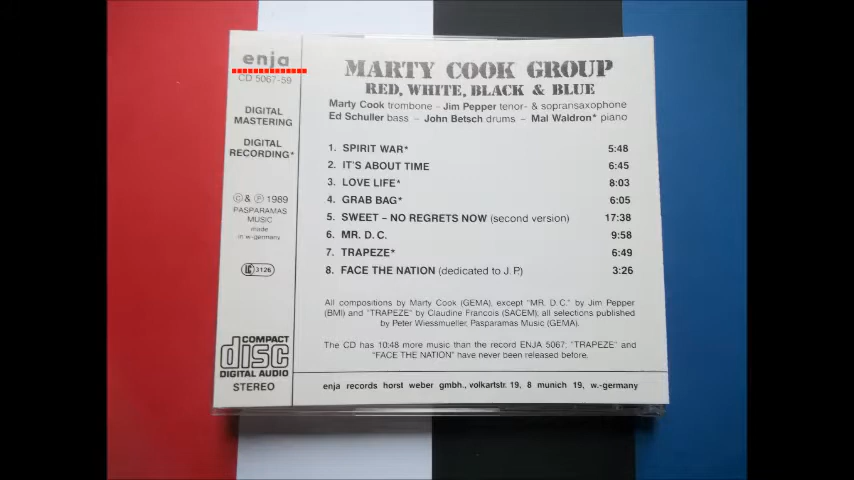 enja
CD 5067-59
DIGITAL
MASTERING
DIGITAL
RECORDING*
© & ℗ 1989
PASPARAMAS
MUSIC
made
in w.-germany
LC 3126
COMPACT
disc
DIGITAL AUDIO
STEREO
MARTY COOK GROUP
RED, WHITE, BLACK & BLUE
Marty Cook trombone – Jim Pepper tenor- & sopransaxophone
Ed Schuller bass – John Betsch drums – Mal Waldron* piano
1. SPIRIT WAR* 5:48
2. IT'S ABOUT TIME 6:45
3. LOVE LIFE* 8:03
4. GRAB BAG* 6:05
5. SWEET – NO REGRETS NOW (second version) 17:38
6. MR. D.C. 9:58
7. TRAPEZE* 6:49
8. FACE THE NATION (dedicated to J.P.) 3:26
All compositions by Marty Cook (GEMA), except "MR. D.C." by Jim Pepper
(BMI) and "TRAPEZE" by Claudine Francois (SACEM); all selections published
by Peter Wiessmueller, Pasparamas Music (GEMA).
The CD has 10:48 more music than the record ENJA 5067; "TRAPEZE" and
"FACE THE NATION" have never been released before.
enja records horst weber gmbh., volkartstr. 19, 8 munich 19, w.-germany